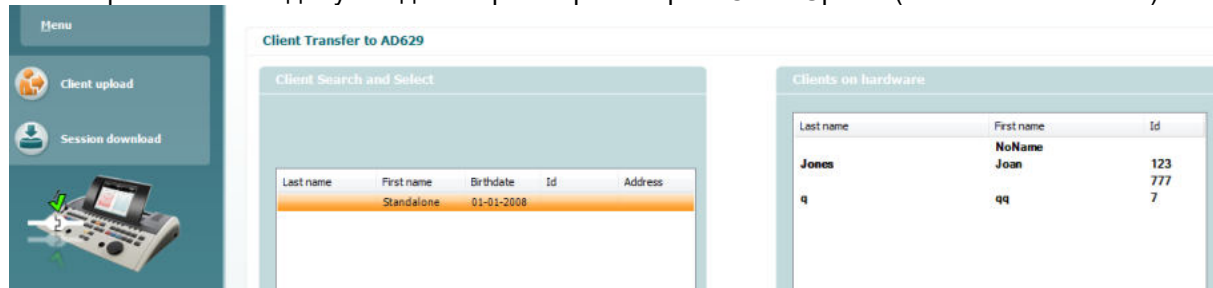 Menu
Client upload
Session download
Client Transfer to AD629
Client Search and Select
Last name First name Birthdate Id Address
Standalone 01-01-2008
Clients on hardware
Last name First name Id
NoName
Jones Joan 123
777
q qq 7